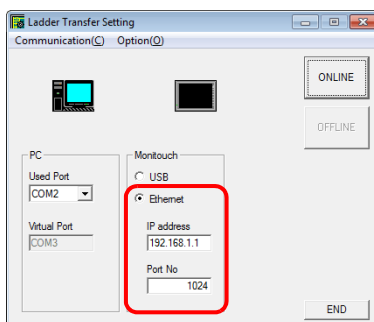 Ladder Transfer Setting
Communication(C) Option(O)
ONLINE
OFFLINE
PC
Used Port
COM2
Virtual Port
COM3
Monitouch
USB
Ethernet
IP address
192.168.1.1
Port No
1024
END